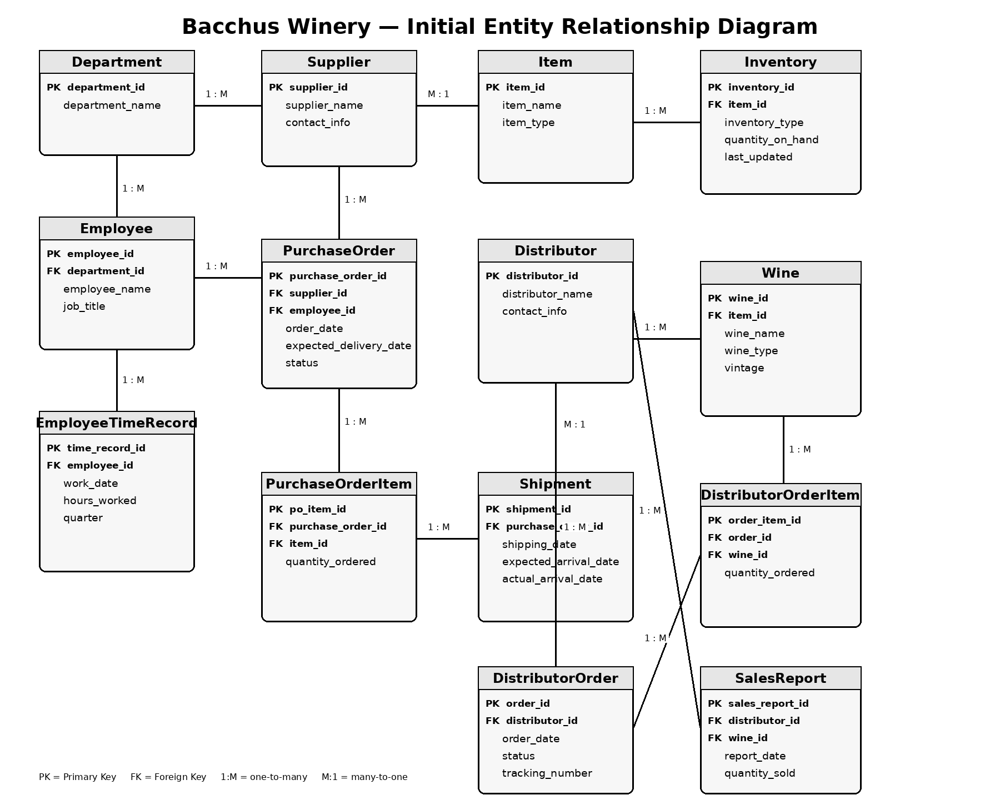 Bacchus Winery — Initial Entity Relationship Diagram
Department
PK department_id
department_name
1 : M
Supplier
PK supplier_id
supplier_name
contact_info
M : 1
Item
PK item_id
item_name
item_type
1 : M
Inventory
PK inventory_id
FK item_id
inventory_type
quantity_on_hand
last_updated
1 : M
1 : M
Employee
PK employee_id
FK department_id
employee_name
job_title
1 : M
PurchaseOrder
PK purchase_order_id
FK supplier_id
FK employee_id
order_date
expected_delivery_date
status
Distributor
PK distributor_id
distributor_name
contact_info
1 : M
Wine
PK wine_id
FK item_id
wine_name
wine_type
vintage
1 : M
1 : M
M : 1
1 : M
EmployeeTimeRecord
PK time_record_id
FK employee_id
work_date
hours_worked
quarter
PurchaseOrderItem
PK po_item_id
FK purchase_order_id
FK item_id
quantity_ordered
1 : M
Shipment
PK shipment_id
FK
1 : M
shipping_date
expected_arrival_date
actual_arrival_date
1 : M
DistributorOrderItem
PK order_item_id
FK order_id
FK wine_id
quantity_ordered
1 : M
DistributorOrder
PK order_id
FK distributor_id
order_date
status
tracking_number
SalesReport
PK sales_report_id
FK distributor_id
FK wine_id
report_date
quantity_sold
PK = Primary Key FK = Foreign Key 1:M = one-to-many M:1 = many-to-one